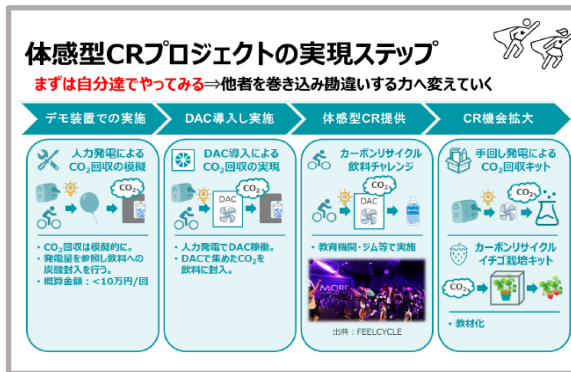 体感型CRプロジェクトの実現ステップ
まずは自分達でやってみる⇒他者を巻き込み勘違いする力へ変えていく
デモ装置での実施
DAC導入し実施
体感型CR提供
CR機会拡大
人力発電による
CO₂回収の模擬
CO₂
・CO₂回収は模擬的に。
・発電量を参照し飲料への
炭酸封入を行う。
・概算金額：<10万円/回
DAC導入による
CO₂回収の実現
CO₂
DAC
・人力発電でDAC稼働。
・DACで集めたCO₂を
飲料に封入。
カーボンリサイクル
飲料チャレンジ
CO₂
DAC
・教育機関・ジム等で実施
MORE
出典：FEELCYCLE
手回し発電による
CO₂回収キット
CO₂
カーボンリサイクル
イチゴ栽培キット
CO₂
・教材化